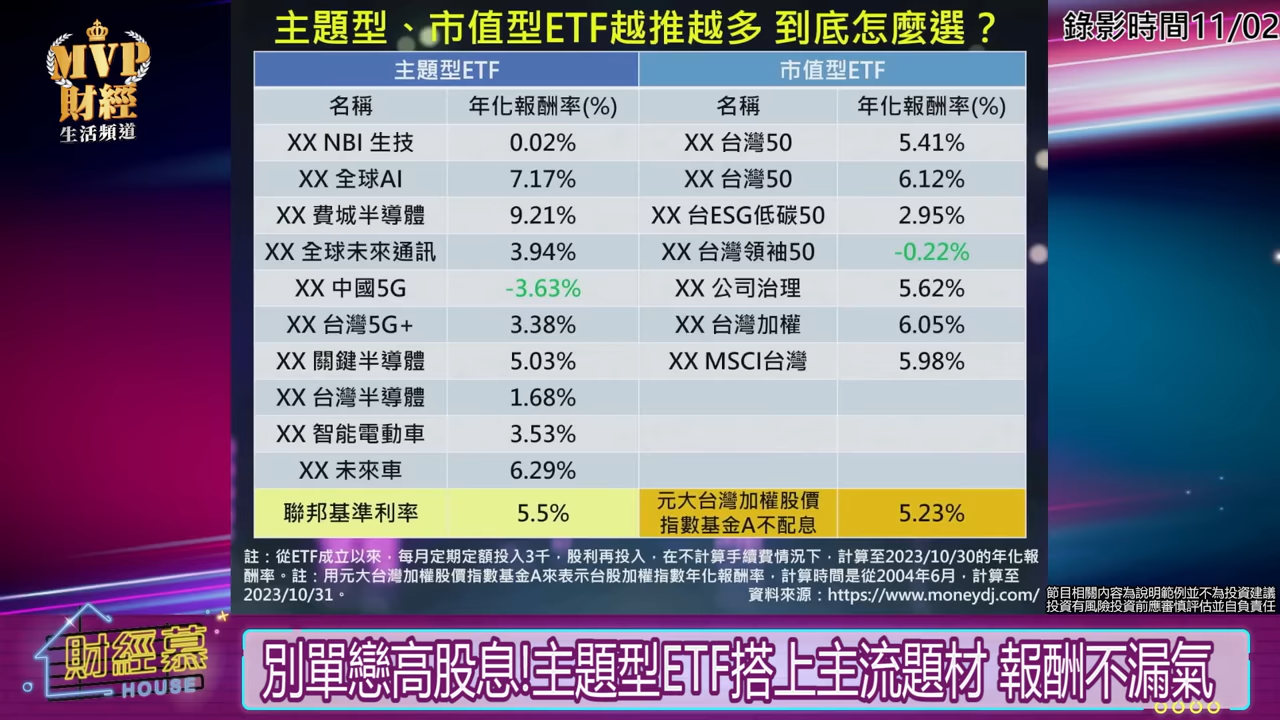 主題型、市值型ETF越推越多 到底怎麼選？
錄影時間11/02
MVP
財經
生活頻道
主題型ETF 市值型ETF
名稱 年化報酬率(%) 名稱 年化報酬率(%)
XX NBI 生技 0.02% XX 台灣50 5.41%
XX 全球AI 7.17% XX 台灣50 6.12%
XX 費城半導體 9.21% XX 台ESG低碳50 2.95%
XX 全球未來通訊 3.94% XX 台灣領袖50 -0.22%
XX 中國5G -3.63% XX 公司治理 5.62%
XX 台灣5G+ 3.38% XX 台灣加權 6.05%
XX 關鍵半導體 5.03% XX MSCI台灣 5.98%
XX 台灣半導體 1.68%
XX 智能電動車 3.53%
XX 未來車 6.29%
聯邦基準利率 5.5% 元大台灣加權股價指數基金A不配息 5.23%
註：從ETF成立以來，每月定期定額投入3千，股利再投入，在不計算手續費情況下，計算至2023/10/30的年化報
酬率。註：用元大台灣加權股價指數基金A來表示台股加權指數年化報酬率，計算時間是從2004年6月，計算至
2023/10/31。
資料來源：https://www.moneydj.com/
節目相關內容為說明範例並不為投資建議
投資有風險投資前應審慎評估並自負責任
財經慕
HOUSE
別單戀高股息!主題型ETF搭上主流題材 報酬不漏氣